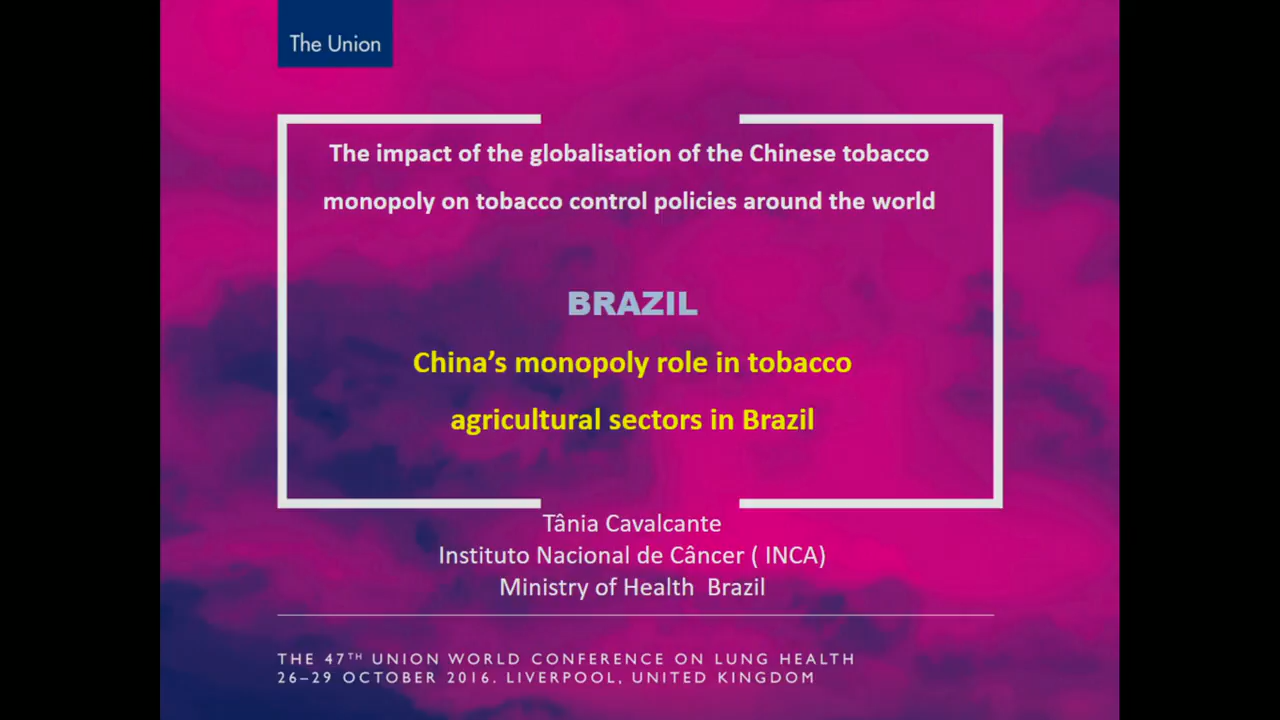 The Union
The impact of the globalisation of the Chinese tobacco
monopoly on tobacco control policies around the world
BRAZIL
China’s monopoly role in tobacco
agricultural sectors in Brazil
Tânia Cavalcante
Instituto Nacional de Câncer ( INCA)
Ministry of Health  Brazil
THE 47TH UNION WORLD CONFERENCE ON LUNG HEALTH
26–29 OCTOBER 2016. LIVERPOOL, UNITED KINGDOM